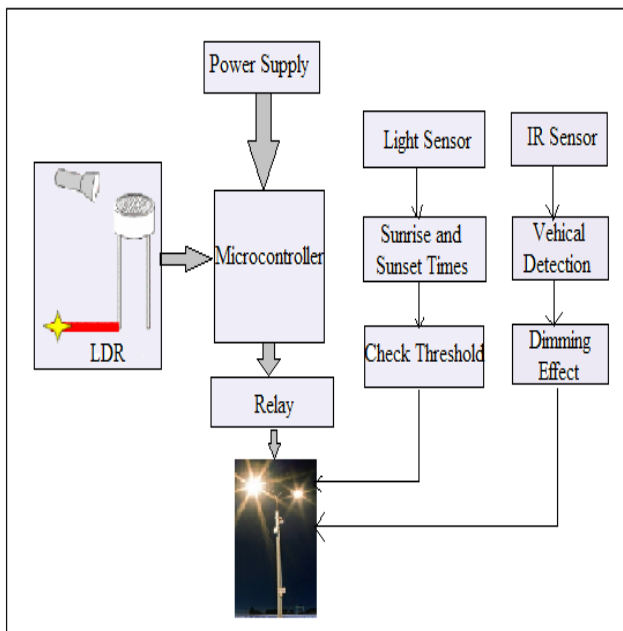 Power Supply
Light Sensor
IR Sensor
LDR
Microcontroller
Sunrise and
Sunset Times
Vehical
Detection
Check Threshold
Dimming
Effect
Relay